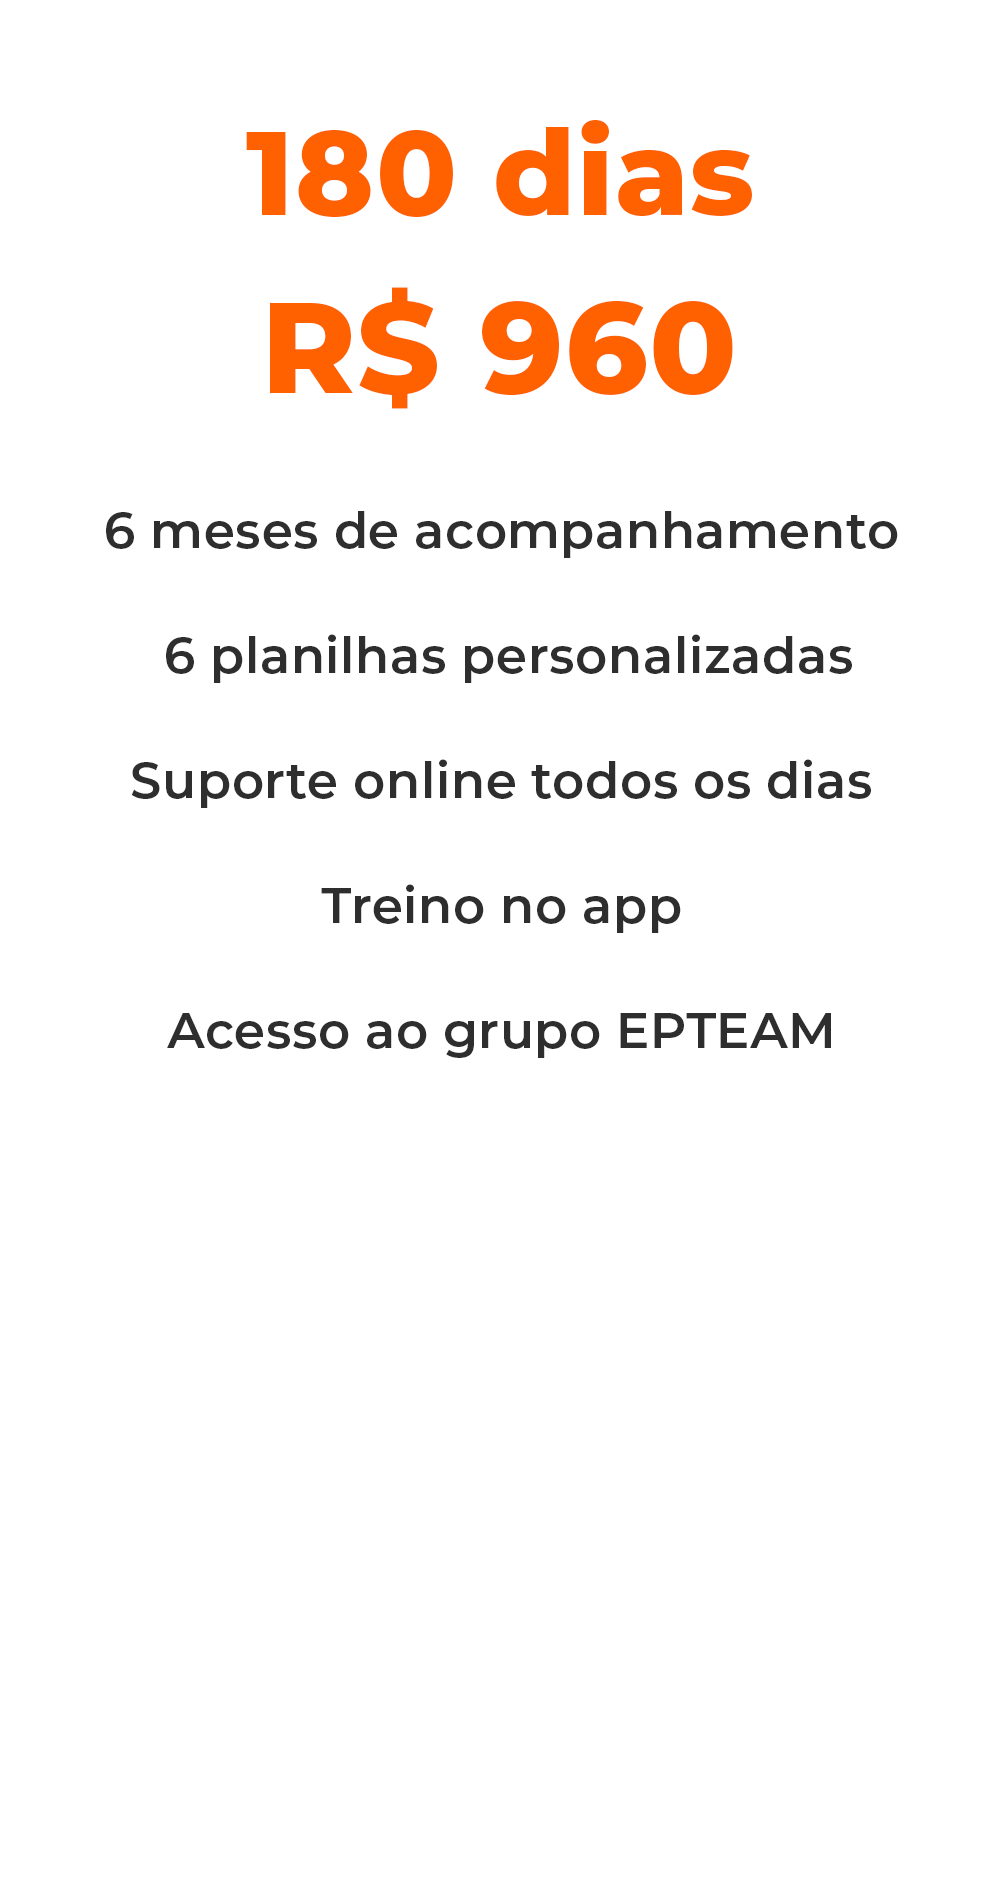 180 dias
R$ 960
6 meses de acompanhamento
6 planilhas personalizadas
Suporte online todos os dias
Treino no app
Acesso ao grupo EPTEAM